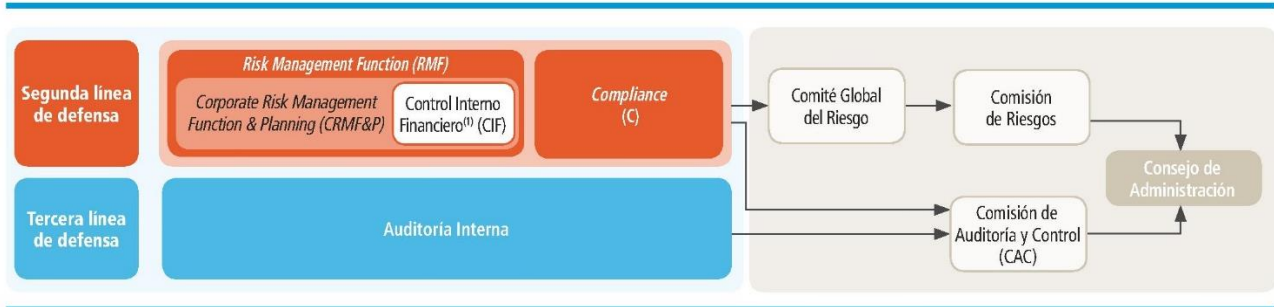 Segunda línea
de defensa
Risk Management Function (RMF)
Corporate Risk Management
Function & Planning (CRMF&P)
Control Interno
Financiero(1) (CIF)
Compliance
(C)
Comité Global
del Riesgo
Comisión
de Riesgos
Consejo de
Administración
Tercera línea
de defensa
Auditoría Interna
Comisión de
Auditoría y Control
(CAC)